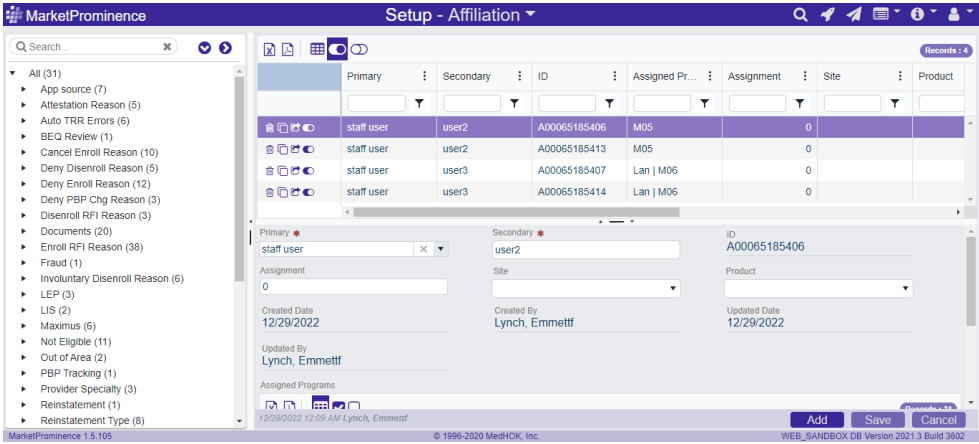 MarketProminence
Setup - Affiliation
Search...
All (31)
App source (7)
Attestation Reason (5)
Auto TRR Errors (6)
BEQ Review (1)
Cancel Enroll Reason (10)
Deny Disenroll Reason (5)
Deny Enroll Reason (12)
Deny PBP Chg Reason (3)
Disenroll RFI Reason (3)
Documents (20)
Enroll RFI Reason (38)
Fraud (1)
Involuntary Disenroll Reason (6)
LEP (3)
LIS (2)
Maximus (6)
Not Eligible (11)
Out of Area (2)
PBP Tracking (1)
Provider Specialty (3)
Reinstatement (1)
Reinstatement Type (8)
Records : 4
Primary Secondary ID Assigned Pr... Assignment Site Product
staff user user2 A00065185406 M05 0
staff user user2 A00065185413 M05 0
staff user user3 A00065185407 Lan | M06 0
staff user user3 A00065185414 Lan | M06 0
Primary * Secondary * ID
staff user user2 A00065185406
Assignment Site Product
0
Created Date Created By Updated Date
12/29/2022 Lynch, Emmettf 12/29/2022
Updated By
Lynch, Emmettf
Assigned Programs
12/29/2022 12:09 AM Lynch, Emmettf
Add Save Cancel
MarketProminence 1.5.105 © 1996-2020 MedHOK, Inc. WEB_SANDBOX DB Version 2021.3 Build 3602